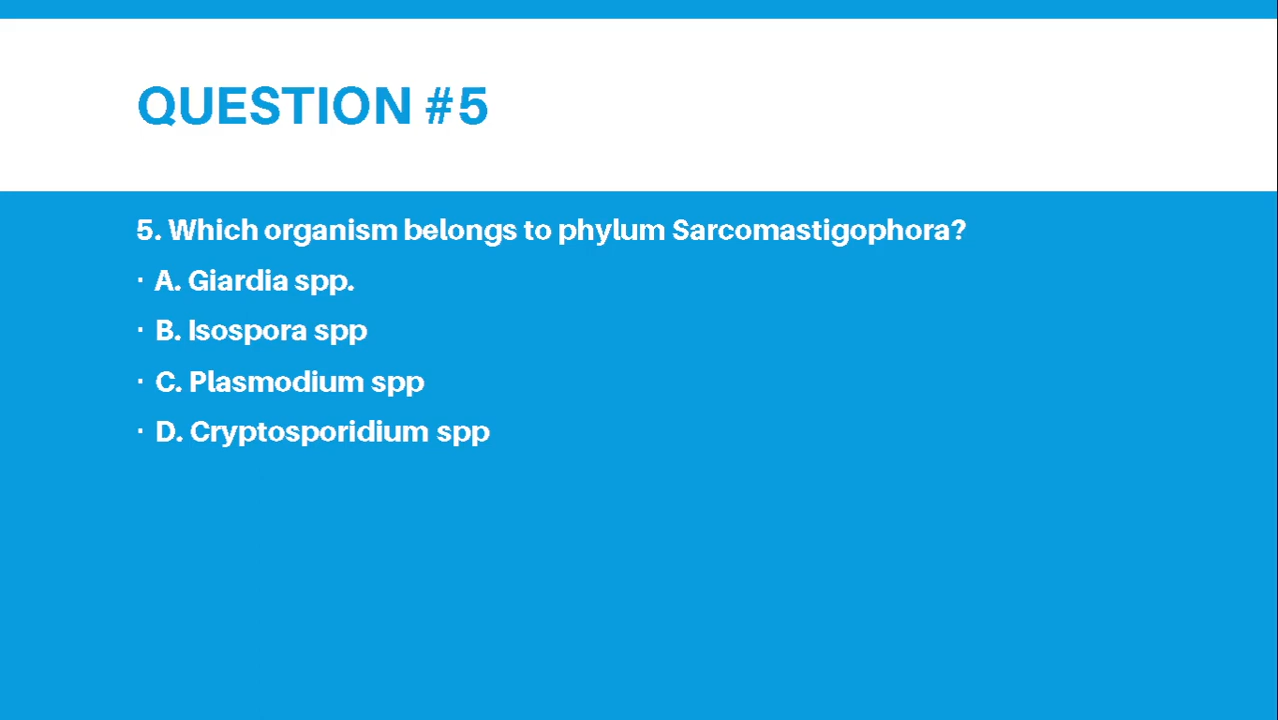 QUESTION #5
5. Which organism belongs to phylum Sarcomastigophora?
· A. Giardia spp.
· B. Isospora spp
· C. Plasmodium spp
· D. Cryptosporidium spp